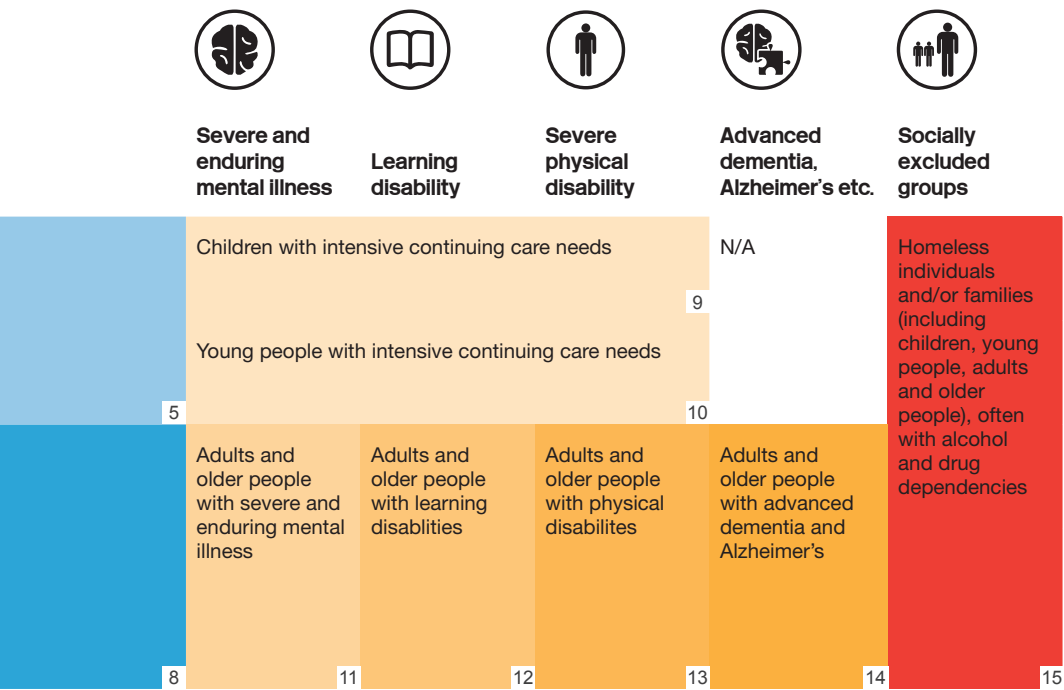 Severe and
enduring
mental illness
Learning
disability
Severe
physical
disability
Advanced
dementia,
Alzheimer’s etc.
Socially
excluded
groups
Children with intensive continuing care needs
9
Young people with intensive continuing care needs
5
10
N/A
Homeless
individuals
and/or families
(including
children, young
people, adults
and older
people), often
with alcohol
and drug
dependencies
Adults and
older people
with severe and
enduring mental
illness
Adults and
older people
with learning
disablities
Adults and
older people
with physical
disabilites
Adults and
older people
with advanced
dementia and
Alzheimer’s
8
11
12
13
14
15